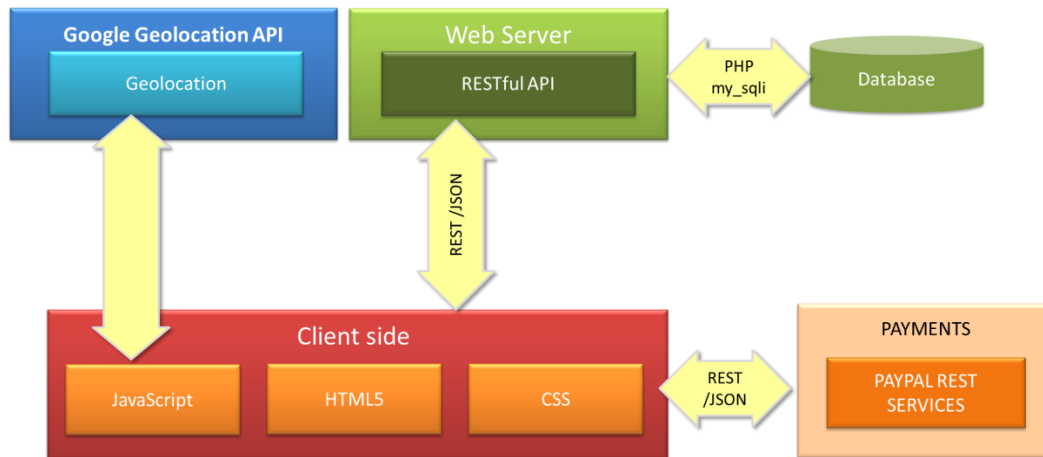 Google Geolocation API
Geolocation
Web Server
RESTful API
PHP
my_sqli
Database
REST /JSON
Client side
JavaScript
HTML5
CSS
REST
/JSON
PAYMENTS
PAYPAL REST
SERVICES